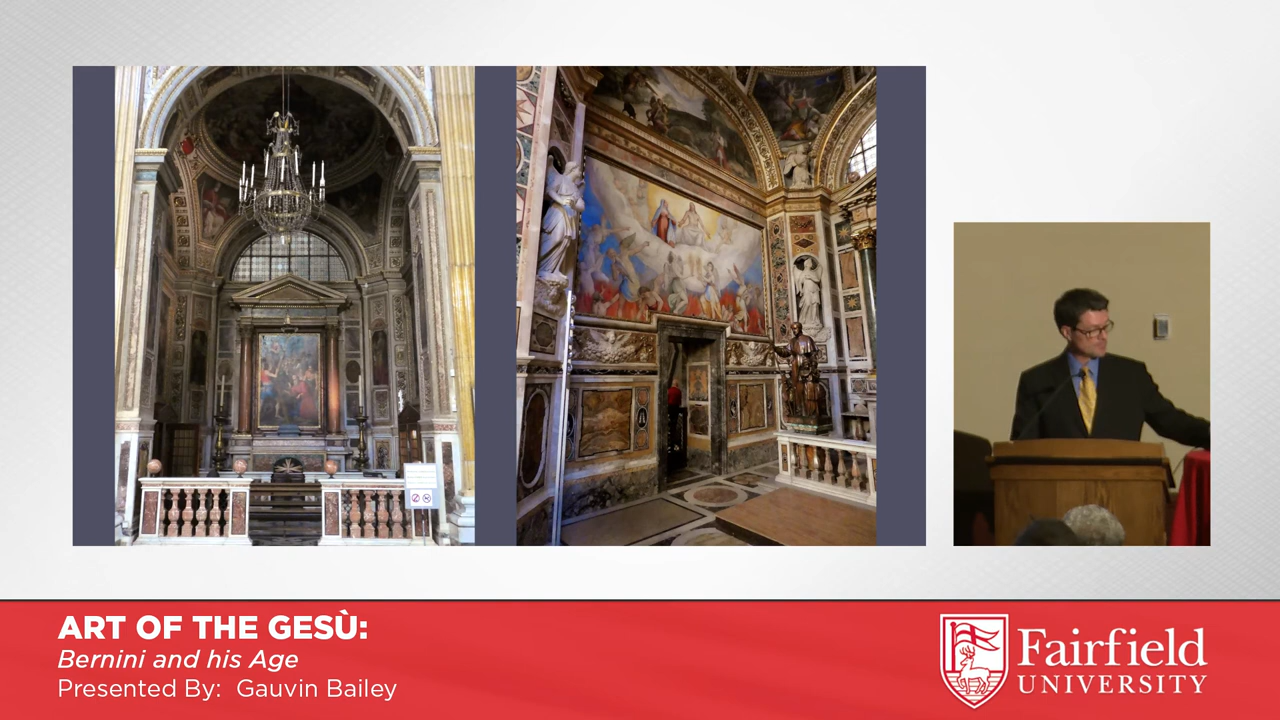 ART OF THE GESÙ:
Bernini and his Age
Presented By: Gauvin Bailey
Fairfield
UNIVERSITY